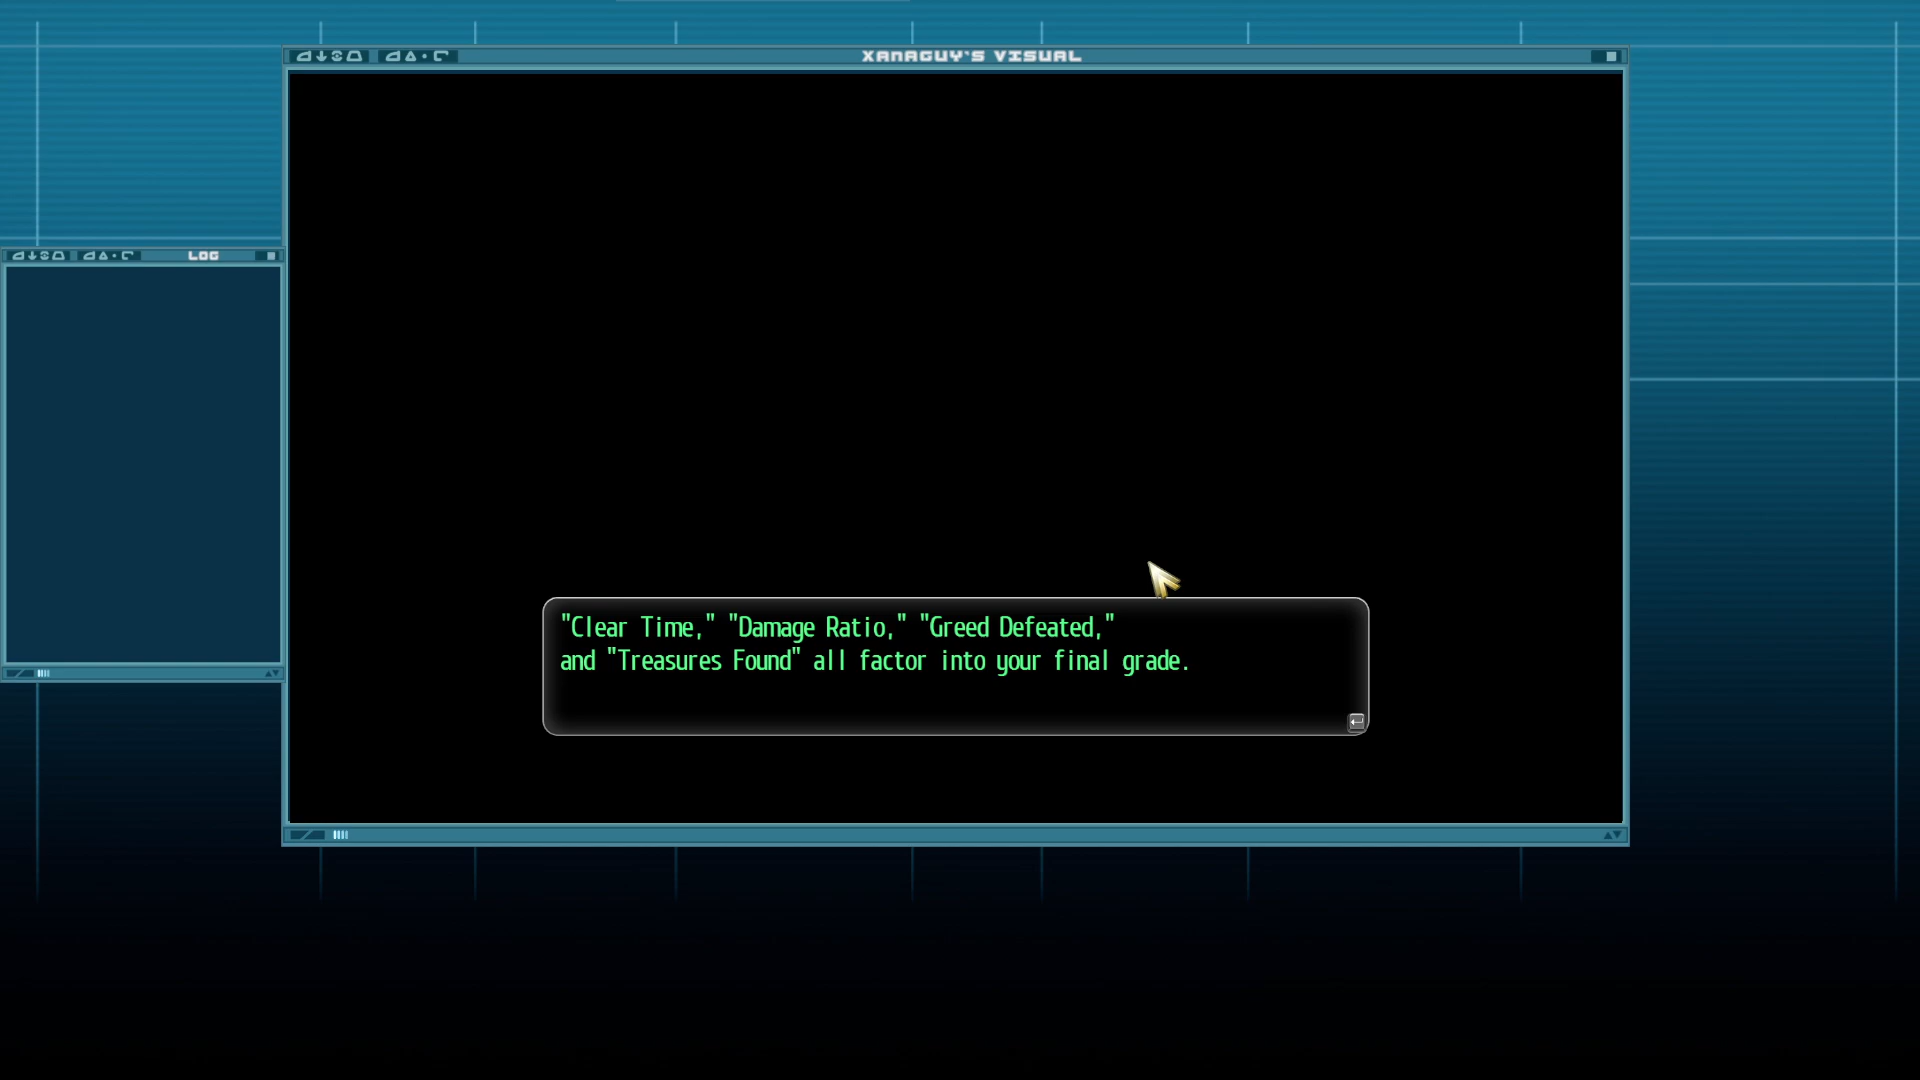 XANAGUY'S VISUAL
LOG
"Clear Time," "Damage Ratio," "Greed Defeated,"
and "Treasures Found" all factor into your final grade.